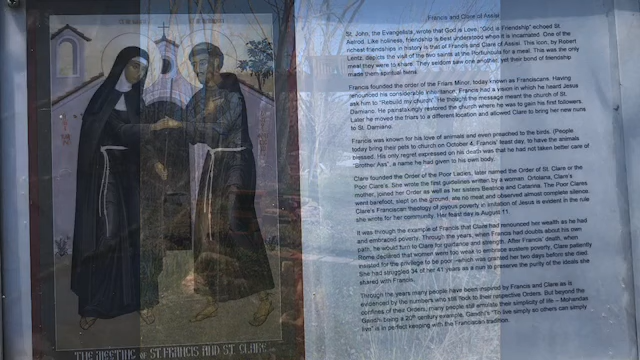 Francis and Clare of Assisi
St. John, the Evangelist, wrote that God is Love. "God is Friendship" echoed St.
Aelrod. Like holiness, friendship is best understood when it is incarnated. One of the
richest friendships in history is that of Francis and Clare of Assisi. This icon, by Robert
Lentz, depicts the visit of the two saints at the Portiuncula for a meal. This was the only
meal they were to share. They seldom saw one another, yet their bond of friendship
made them spiritual twins.
Francis founded the order of the Friars Minor, today known as Franciscans. Having
renounced his considerable inheritance, Francis had a vision in which he heard Jesus
ask him to "Rebuild my church". He thought the message meant the church of St.
Damiano. He painstakingly restored the church where he was to gain his first followers.
Later he moved the friars to a different location and allowed Clare to bring her new nuns
to St. Damiano.
Francis was known for his love of animals and even preached to the birds. (People
today bring their pets to church on October 4, Francis' feast day, to have the animals
blessed. His only regret expressed on his death was that he had not taken better care of
"Brother Ass", a name he had given to his own body.
Clare founded the Order of the Poor Ladies, later named the Order of St. Clare or the
Poor Clare's. She wrote the first guidelines written by a women. Ortolana, Clare's
mother, joined her Order as well as her sisters Beatrice and Catarina. The Poor Clares
went barefoot, slept on the ground, ate no meat and observed almost complete silence.
Clare's Franciscan theology of joyous poverty in imitation of Jesus is evident in the rule
she wrote for her community. Her feast day is August 11.
It was through the example of Francis that Clare had renounced her wealth as he had
and embraced poverty. Through the years, when Francis had doubts about his own
path, he would turn to Clare for guidance and strength. After Francis' death, when
Rome declared that women were too weak to embrace austere poverty, Clare patiently
insisted for the privilege to be poor which was granted her two days before she died.
She had struggled 34 of her 41 years as a nun to preserve the purity of the ideals she
shared with Francis.
Through the years many people have been inspired by Francis and Clare as is
evidenced by the numbers who still flock to their respective Orders. But beyond the
confines of their Orders, many people still emulate their simplicity of life – Mohandas
Gandhi being a 20th century example. Gandhi's "To live simply so others can simply
live" is in perfect keeping with the Franciscan tradition.
THE MEETING of ST. FRANCIS AND ST. CLARE